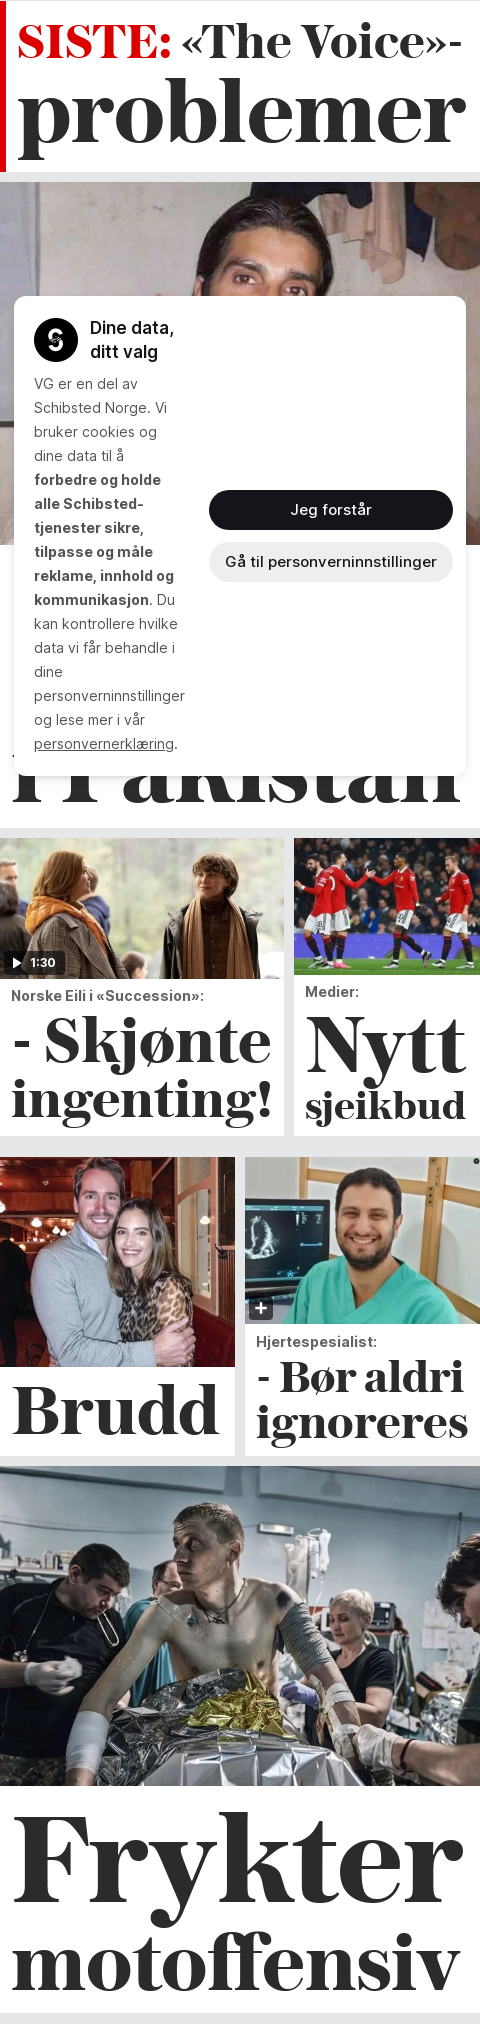 SISTE: «The Voice»-
problemer
Dine data,
ditt valg
VG er en del av
Schibsted Norge. Vi
bruker cookies og
dine data til å
forbedre og holde
alle Schibsted-
tjenester sikre,
tilpasse og måle
reklame, innhold og
kommunikasjon. Du
kan kontrollere hvilke
data vi får behandle i
dine
personverninnstillinger
og lese mer i vår
personvernerklæring.
Jeg forstår
Gå til personverninnstillinger
i Pakistan
1:30
Norske Eili i «Succession»:
- Skjønte
ingenting!
Medier:
Nytt
sjeikbud
Brudd
Hjertespesialist:
- Bør aldri
ignoreres
Frykter
motoffensiv